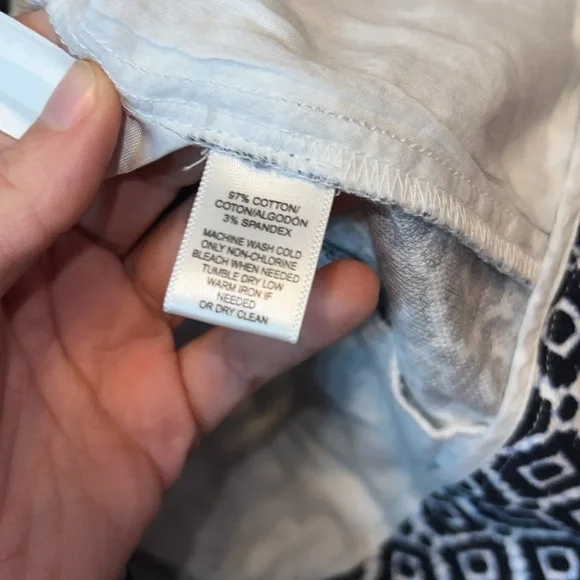 97% COTTON/
COTON/ALGODÓN
3% SPANDEX
MACHINE WASH COLD
ONLY NON-CHLORINE
BLEACH WHEN NEEDED
TUMBLE DRY LOW
WARM IRON IF
NEEDED
OR DRY CLEAN